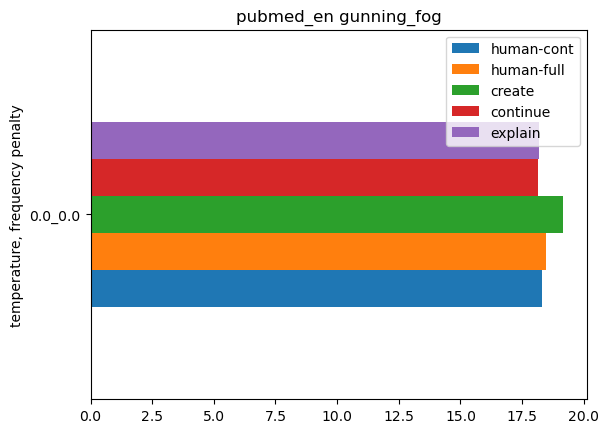 pubmed_en gunning_fog
human-cont
human-full
create
continue
explain
temperature, frequency penalty
0.0_0.0
0.0 2.5 5.0 7.5 10.0 12.5 15.0 17.5 20.0